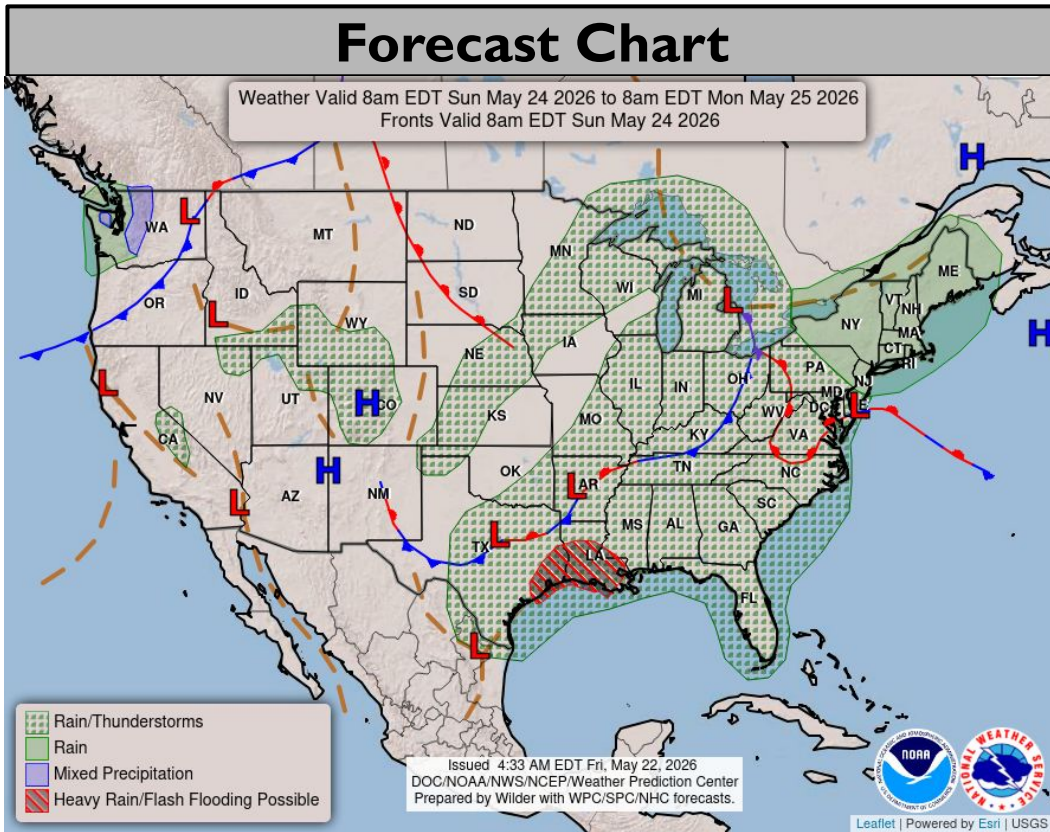 Forecast Chart
Weather Valid 8am EDT Sun May 24 2026 to 8am EDT Mon May 25 2026
Fronts Valid 8am EDT Sun May 24 2026
H
WA
L
MT
ND
MN
ME
OR
ID
L
WY
SD
WI
MI
L
VT
NH
NY
MA
CT
RI
H
NE
IA
PA
NJ
L
NV
UT
H
CO
IL
IN
OH
MD
DC
L
E
CA
KS
MO
WV
VA
KY
H
OK
TN
NC
L
AZ
NM
L
AR
SC
TX
L
MS
AL
GA
LA
FL
L
Rain/Thunderstorms
Rain
Mixed Precipitation
Heavy Rain/Flash Flooding Possible
Issued 4:33 AM EDT Fri, May 22, 2026
DOC/NOAA/NWS/NCEP/Weather Prediction Center
Prepared by Wilder with WPC/SPC/NHC forecasts.
NOAA
NATIONAL WEATHER SERVICE
Leaflet | Powered by Esri | USGS